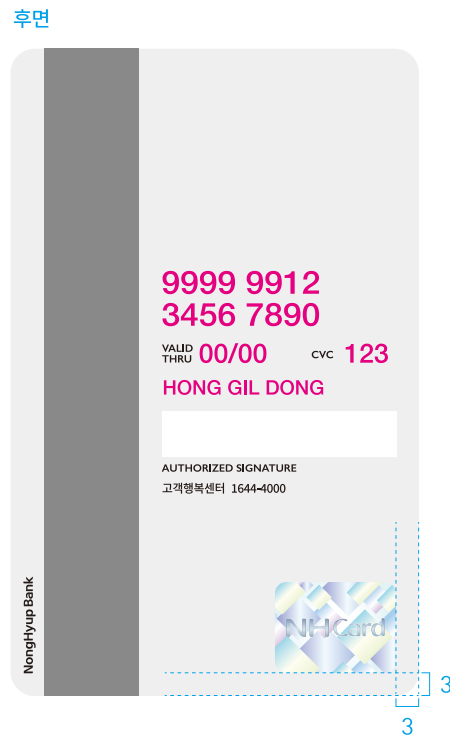 후면
9999 9912
3456 7890
VALID
THRU 00/00 CVC 123
HONG GIL DONG
AUTHORIZED SIGNATURE
고객행복센터 1644-4000
NongHyup Bank
NHCard
3
3